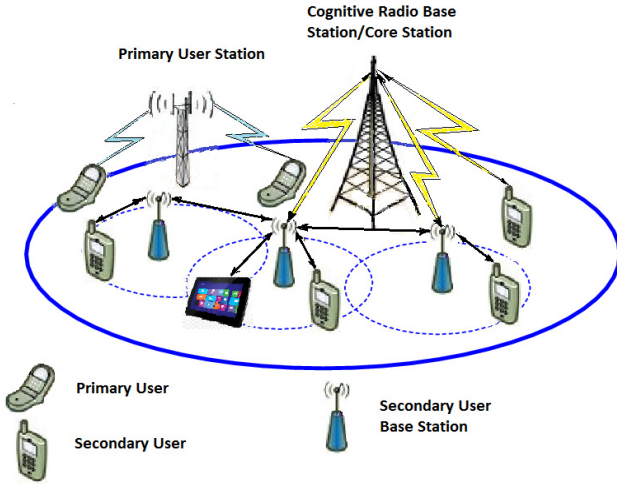 Cognitive Radio Base
Station/Core Station
Primary User Station
Primary User
Secondary User
Secondary User
Base Station